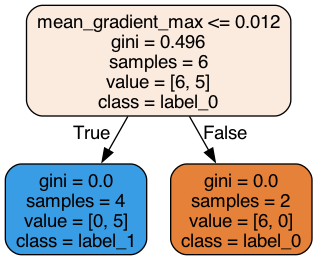 mean_gradient_max <= 0.012
gini = 0.496
samples = 6
value = [6, 5]
class = label_0
True
False
gini = 0.0
samples = 4
value = [0, 5]
class = label_1
gini = 0.0
samples = 2
value = [6, 0]
class = label_0